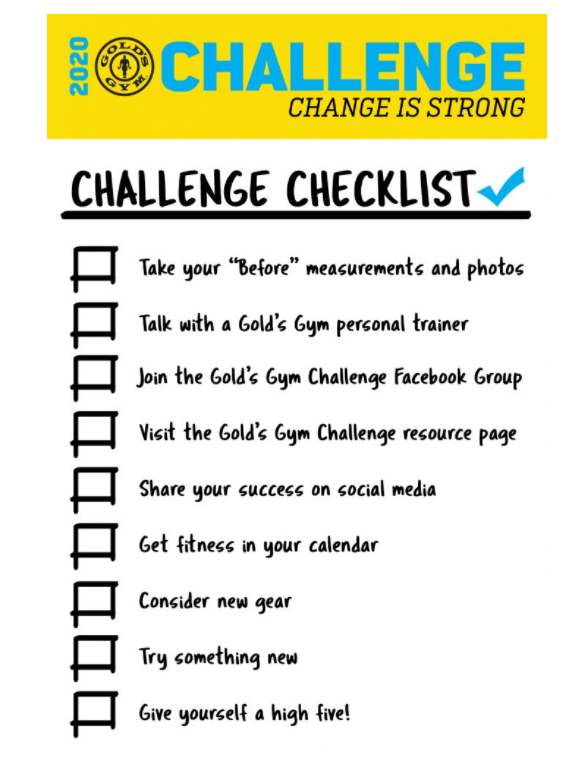 2020
GOLD'S
GYM
CHALLENGE
CHANGE IS STRONG
CHALLENGE CHECKLIST
Take your “Before” measurements and photos
Talk with a Gold's Gym personal trainer
Join the Gold's Gym Challenge Facebook Group
Visit the Gold's Gym Challenge resource page
Share your success on social media
Get fitness in your calendar
Consider new gear
Try something new
Give yourself a high five!